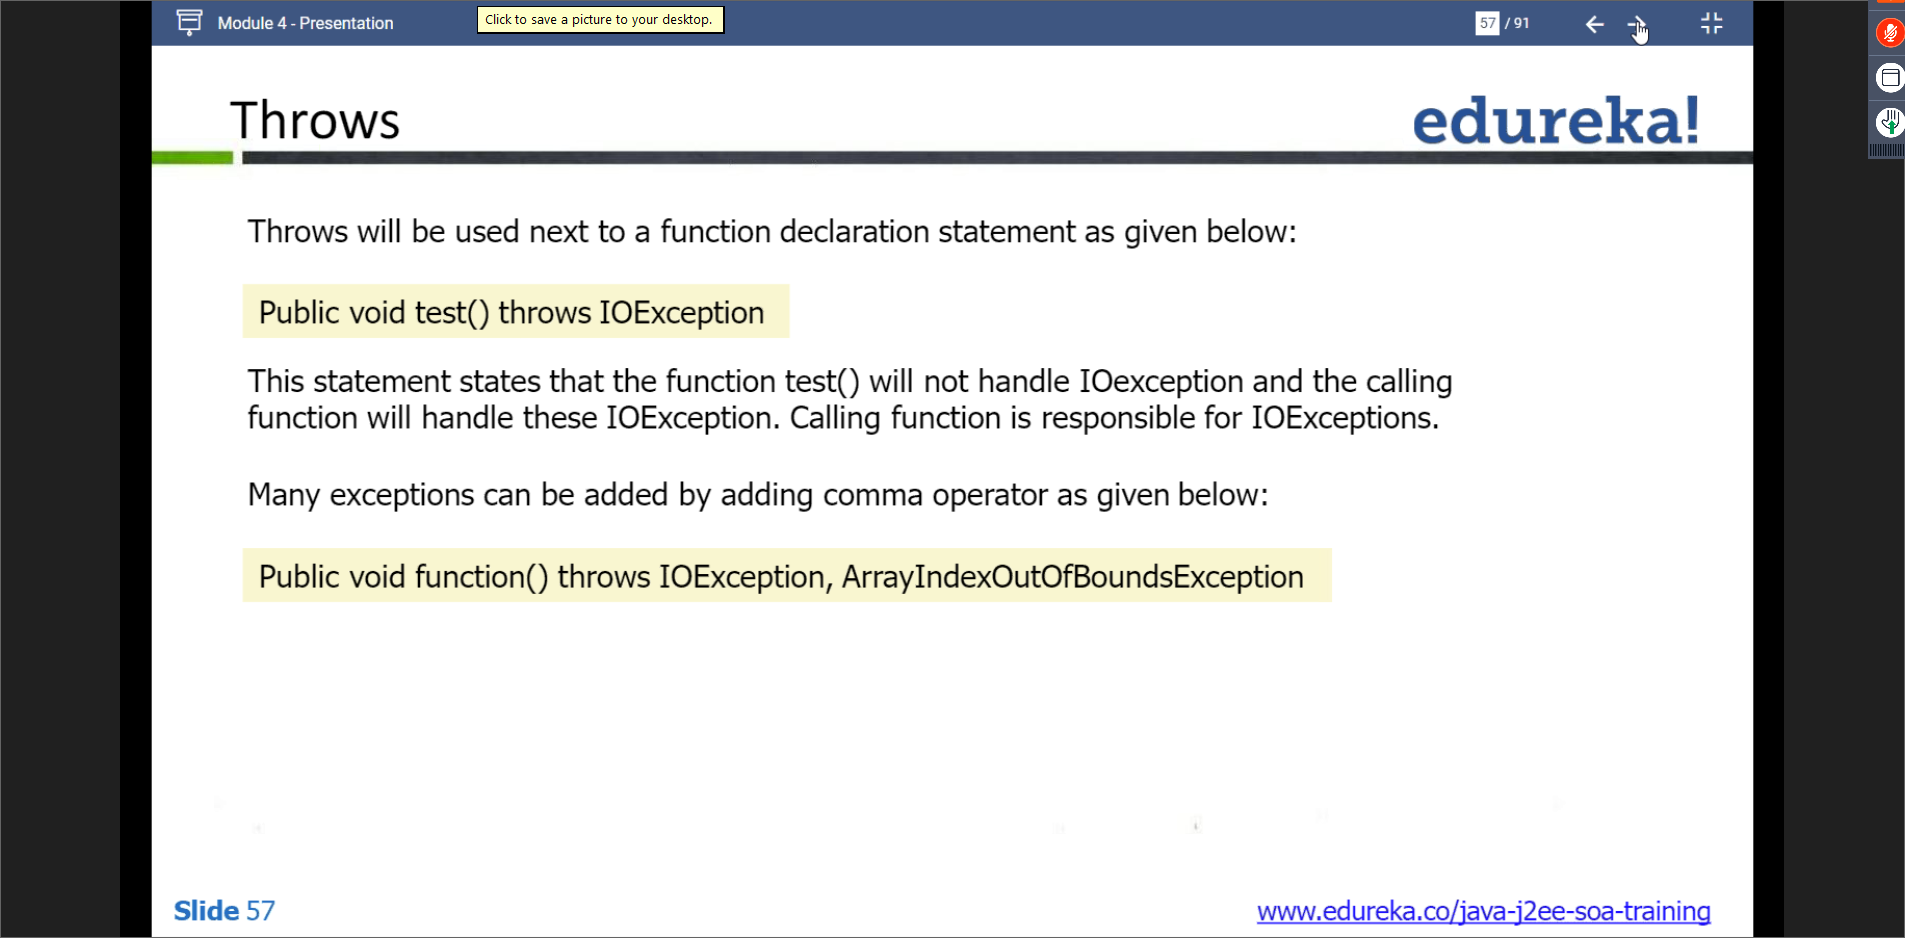 Module 4 - Presentation
Click to save a picture to your desktop.
57 / 91
Throws
edureka!
Throws will be used next to a function declaration statement as given below:
Public void test() throws IOException
This statement states that the function test() will not handle IOexception and the calling
function will handle these IOException. Calling function is responsible for IOExceptions.
Many exceptions can be added by adding comma operator as given below:
Public void function() throws IOException, ArrayIndexOutOfBoundsException
Slide 57
www.edureka.co/java-j2ee-soa-training